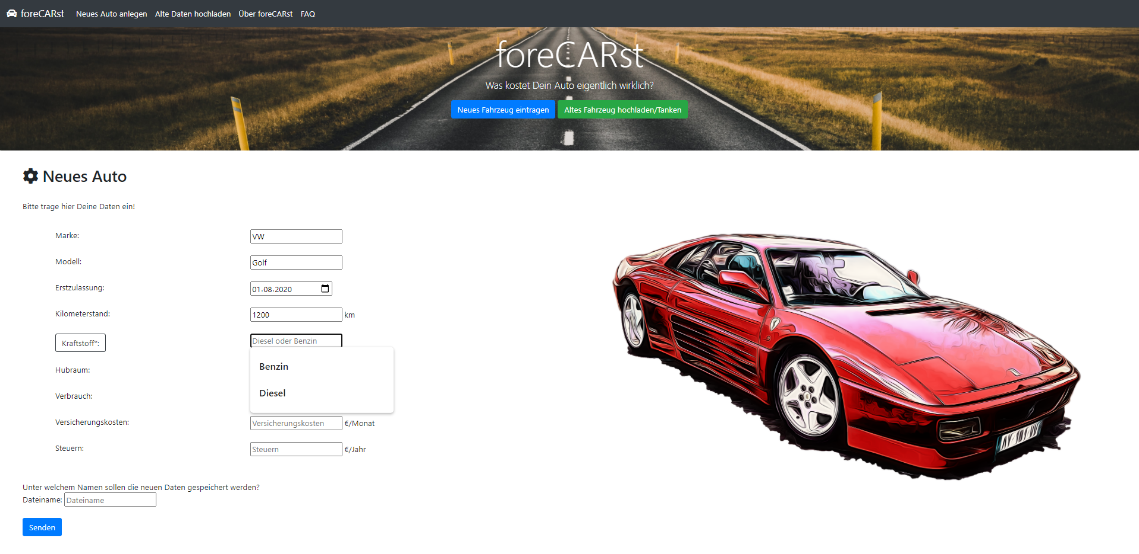 foreCARst Neues Auto anlegen Alte Daten hochladen Über foreCARst FAQ
foreCARst
Was kostet Dein Auto eigentlich wirklich?
Neues Fahrzeug eintragen Altes Fahrzeug hochladen/Tanken
Neues Auto
Bitte trage hier Deine Daten ein!
Marke: VW
Modell: Golf
Erstzulassung: 01.08.2020
Kilometerstand: 1200 km
Kraftstoff*: Diesel oder Benzin
Benzin
Hubraum:
Diesel
Verbrauch:
Versicherungskosten: Versicherungskosten €/Monat
Steuern: Steuern €/Jahr
Unter welchem Namen sollen die neuen Daten gespeichert werden?
Dateiname: Dateiname
Senden